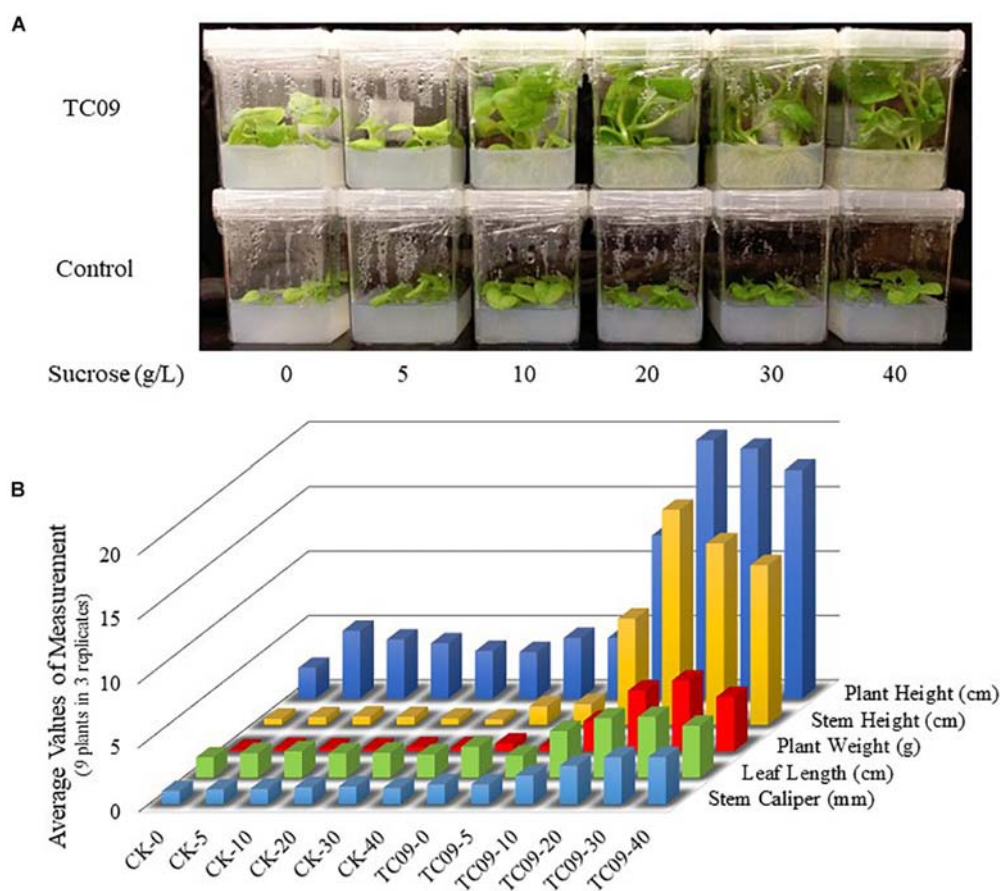 A
TC09
Control
Sucrose (g/L) 0 5 10 20 30 40
B
Average Values of Measurement
(9 plants in 3 replicates)
20
15
10
5
0
Plant Height (cm)
Stem Height (cm)
Plant Weight (g)
Leaf Length (cm)
Stem Caliper (mm)
CK-0 CK-5 CK-10 CK-20 CK-30 CK-40 TC09-0 TC09-5 TC09-10 TC09-20 TC09-30 TC09-40